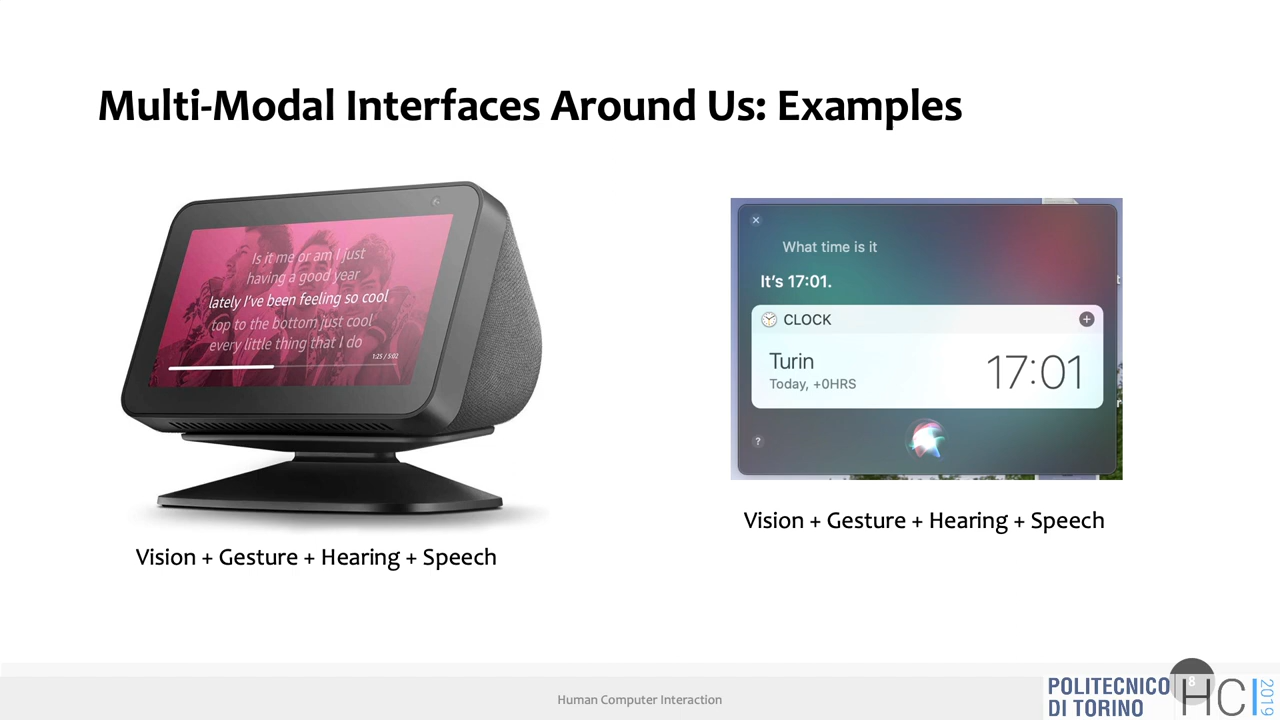 Multi-Modal Interfaces Around Us: Examples
Is it me or am I just
having a good year
lately I've been feeling so cool
top to the bottom just cool
every little thing that I do
1:25 / 5:02
Vision + Gesture + Hearing + Speech
What time is it
It's 17:01.
CLOCK
+
Turin
Today, +0HRS
17:01
?
Vision + Gesture + Hearing + Speech
Human Computer Interaction
8
POLITECNICO
DI TORINO
HCI
2019